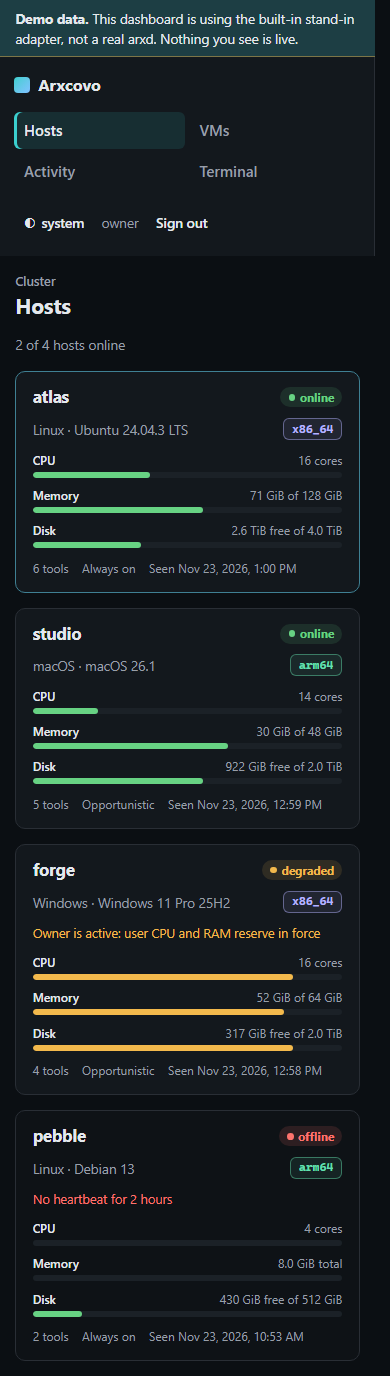 Demo data. This dashboard is using the built-in stand-in
adapter, not a real arxd. Nothing you see is live.
Arxcovo
Hosts
VMs
Activity
Terminal
system owner Sign out
Cluster
Hosts
2 of 4 hosts online
atlas
online
Linux · Ubuntu 24.04.3 LTS
x86_64
CPU 16 cores
Memory 71 GiB of 128 GiB
Disk 2.6 TiB free of 4.0 TiB
6 tools Always on Seen Nov 23, 2026, 1:00 PM
studio
online
macOS · macOS 26.1
arm64
CPU 14 cores
Memory 30 GiB of 48 GiB
Disk 922 GiB free of 2.0 TiB
5 tools Opportunistic Seen Nov 23, 2026, 12:59 PM
forge
degraded
Windows · Windows 11 Pro 25H2
x86_64
Owner is active: user CPU and RAM reserve in force
CPU 16 cores
Memory 52 GiB of 64 GiB
Disk 317 GiB free of 2.0 TiB
4 tools Opportunistic Seen Nov 23, 2026, 12:58 PM
pebble
offline
Linux · Debian 13
arm64
No heartbeat for 2 hours
CPU 4 cores
Memory 8.0 GiB total
Disk 430 GiB free of 512 GiB
2 tools Always on Seen Nov 23, 2026, 10:53 AM